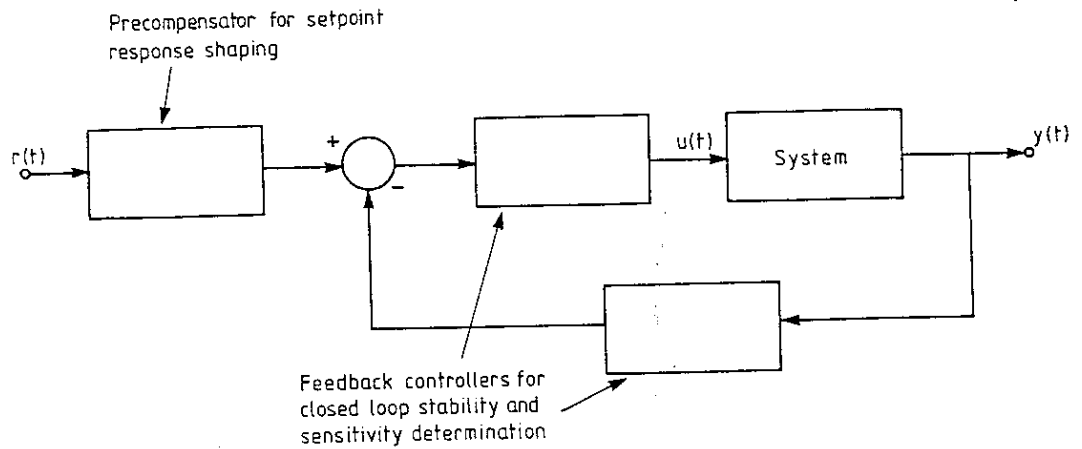 Precompensator for setpoint
response shaping
r(t)
+
-
u(t)
System
y(t)
Feedback controllers for
closed loop stability and
sensitivity determination